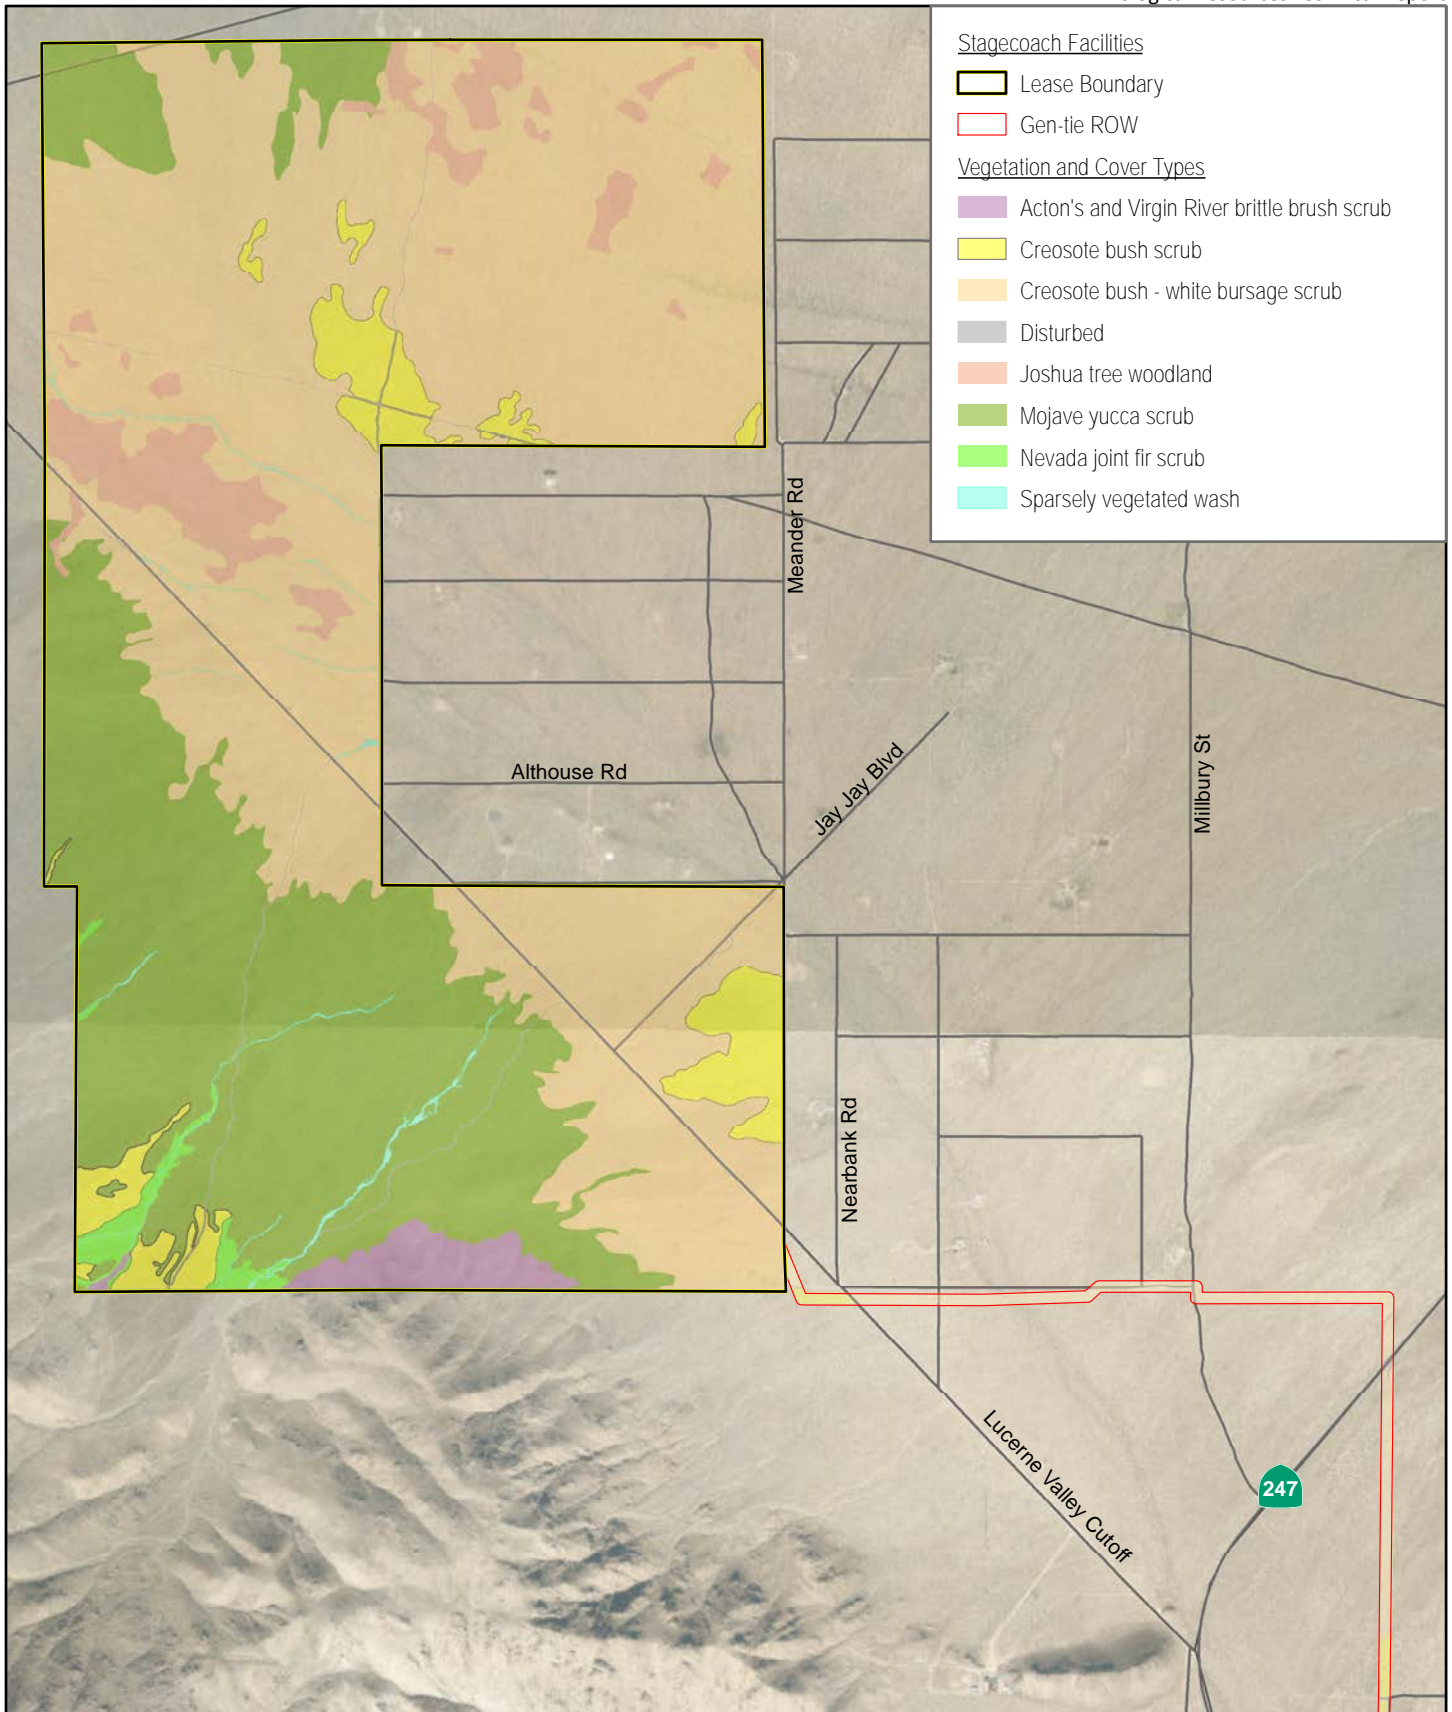 Stagecoach Facilities
Lease Boundary
Gen-tie ROW
Vegetation and Cover Types
Acton's and Virgin River brittle brush scrub
Creosote bush scrub
Creosote bush - white bursage scrub
Disturbed
Joshua tree woodland
Mojave yucca scrub
Nevada joint fir scrub
Sparsely vegetated wash
Meander Rd
Millbury St
Althouse Rd
Jay Jay Blvd
Nearbank Rd
Lucerne Valley Cutoff
247